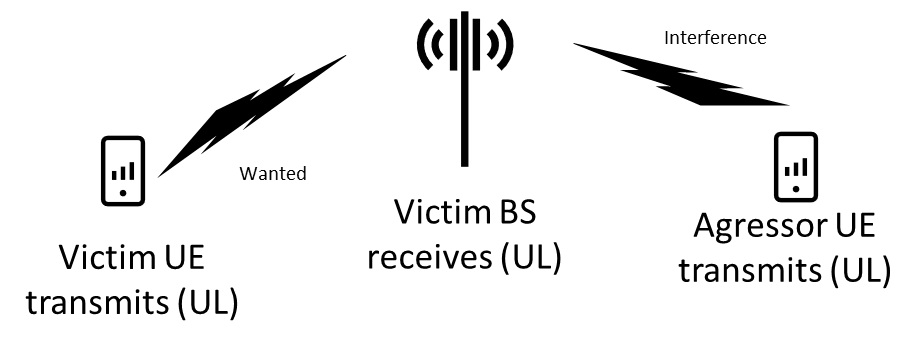 Interference
Wanted
Victim BS
receives (UL)
Agressor UE
transmits (UL)
Victim UE
transmits (UL)